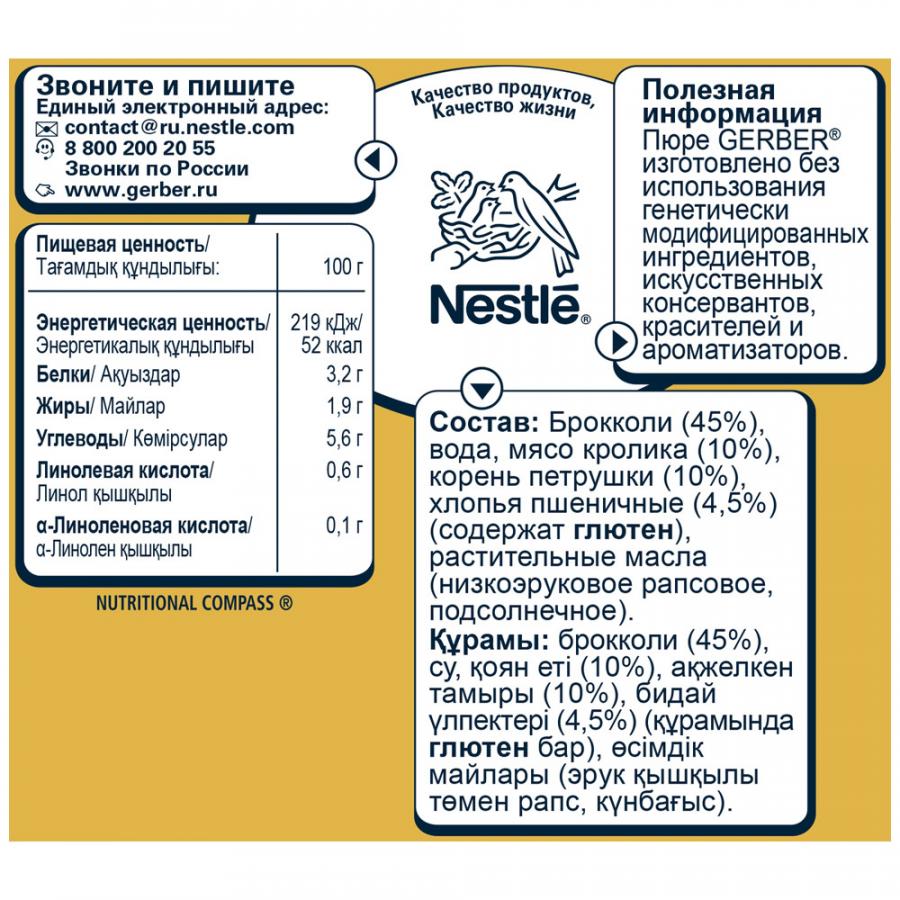 Звоните и пишите
Единый электронный адрес:
contact@ru.nestle.com
8 800 200 20 55
Звонки по России
www.gerber.ru
Качество продуктов,
Качество жизни
Nestlé®
Полезная
информация
Пюре GERBER®
изготовлено без
использования
генетически
модифицированных
ингредиентов,
искусственных
консервантов,
красителей и
ароматизаторов.
Пищевая ценность/
Тағамдық құндылығы: 100 г
Энергетическая ценность/ 219 кДж/
Энергетикалық құндылығы 52 ккал
Белки/ Ақуыздар 3,2 г
Жиры/ Майлар 1,9 г
Углеводы/ Көмірсулар 5,6 г
Линолевая кислота/ 0,6 г
Линол қышқылы
α-Линоленовая кислота/ 0,1 г
α-Линолен қышқылы
NUTRITIONAL COMPASS ®
Состав: Брокколи (45%),
вода, мясо кролика (10%),
корень петрушки (10%),
хлопья пшеничные (4,5%)
(содержат глютен),
растительные масла
(низкоэруковое рапсовое,
подсолнечное).
Құрамы: брокколи (45%),
су, қоян еті (10%), ақжелкен
тамыры (10%), бидай
үлпектері (4,5%) (құрамында
глютен бар), өсімдік
майлары (эрук қышқылы
төмен рапс, күнбағыс).